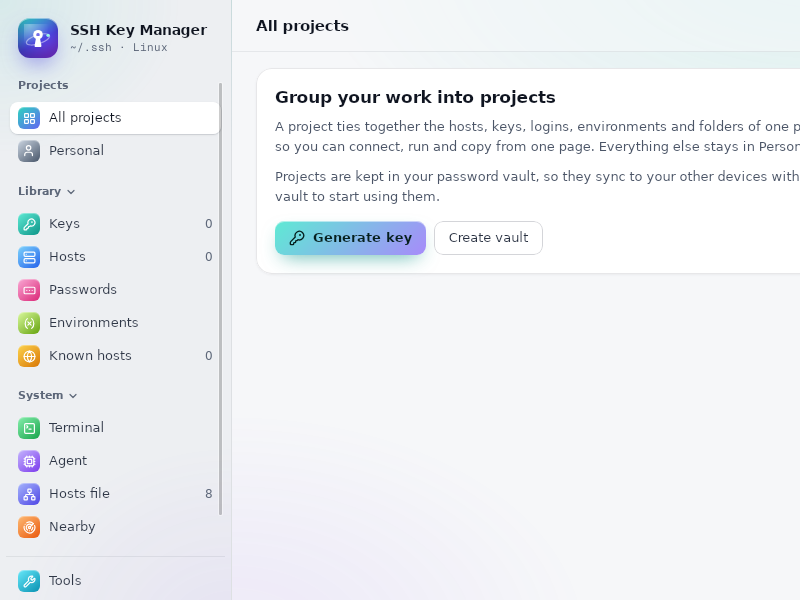 SSH Key Manager
~/.ssh · Linux
Projects
All projects
Personal
Library
Keys 0
Hosts 0
Passwords
Environments
Known hosts 0
System
Terminal
Agent
Hosts file 8
Nearby
Tools
All projects
Group your work into projects
A project ties together the hosts, keys, logins, environments and folders of one p
so you can connect, run and copy from one page. Everything else stays in Person
Projects are kept in your password vault, so they sync to your other devices with
vault to start using them.
Generate key
Create vault